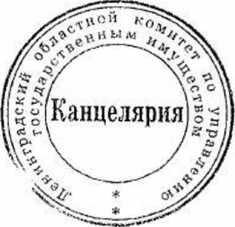 Ленинградский областной комитет по управлению
государственным имуществом
Канцелярия